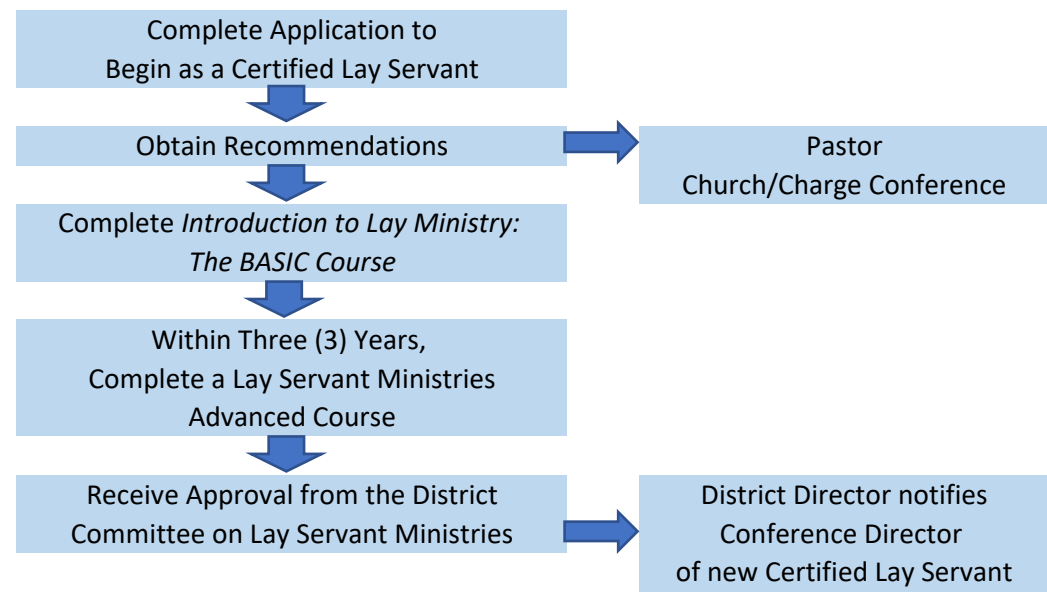 Complete Application to
Begin as a Certified Lay Servant
Obtain Recommendations
Pastor
Church/Charge Conference
Complete Introduction to Lay Ministry:
The BASIC Course
Within Three (3) Years,
Complete a Lay Servant Ministries
Advanced Course
Receive Approval from the District
Committee on Lay Servant Ministries
District Director notifies
Conference Director
of new Certified Lay Servant